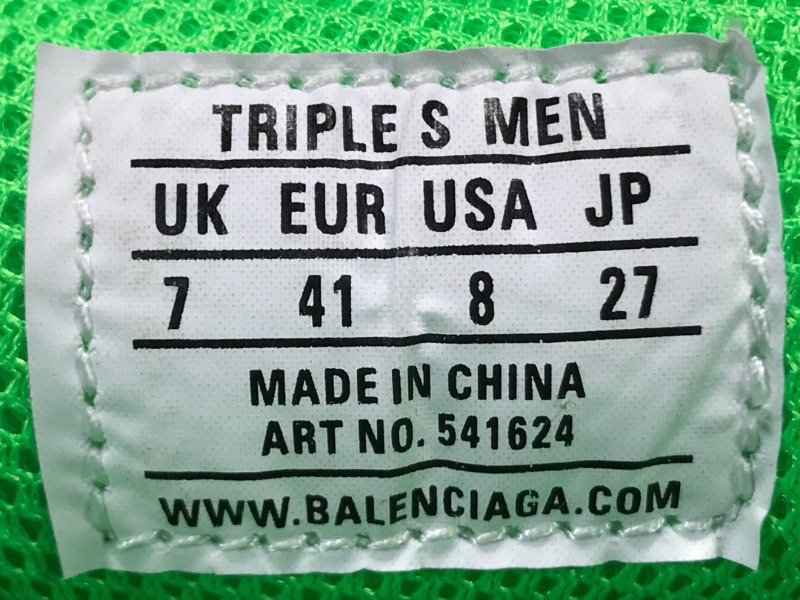 TRIPLE S MEN
UK EUR USA JP
7 41 8 27
MADE IN CHINA
ART NO. 541624
WWW.BALENCIAGA.COM